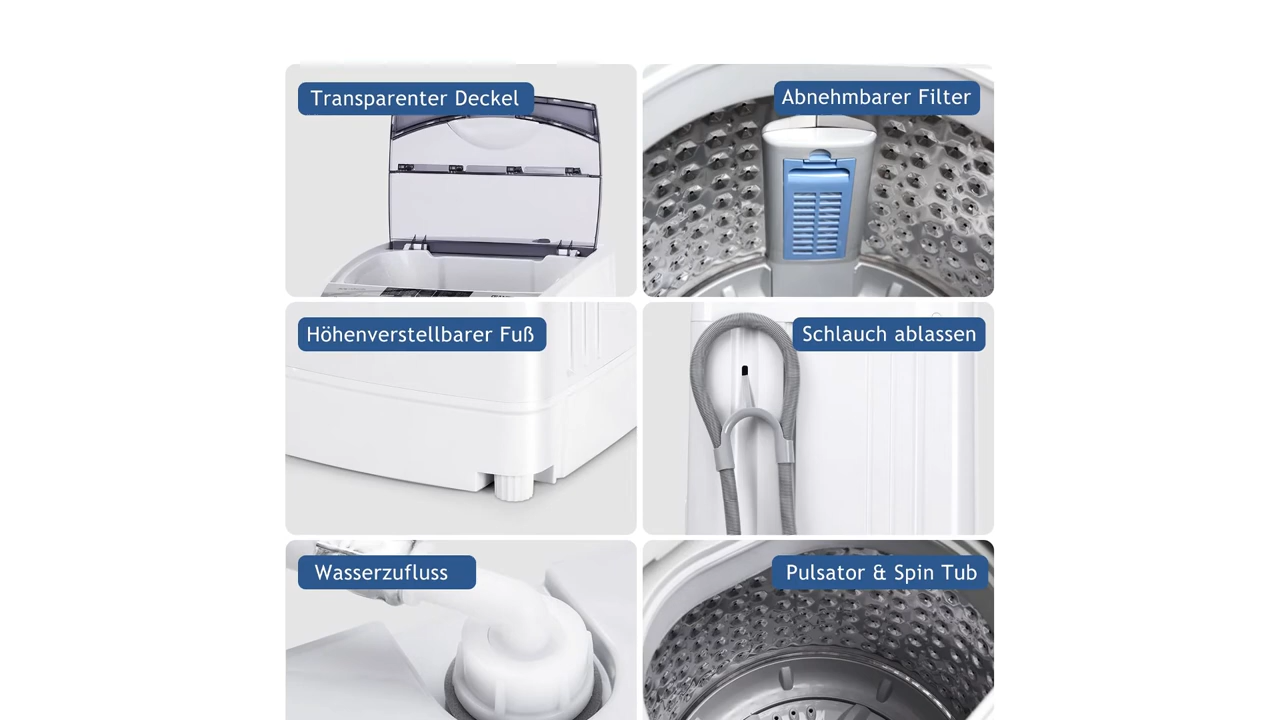 Transparenter Deckel
Abnehmbarer Filter
Höhenverstellbarer Fuß
Schlauch ablassen
Wasserzufluss
Pulsator & Spin Tub